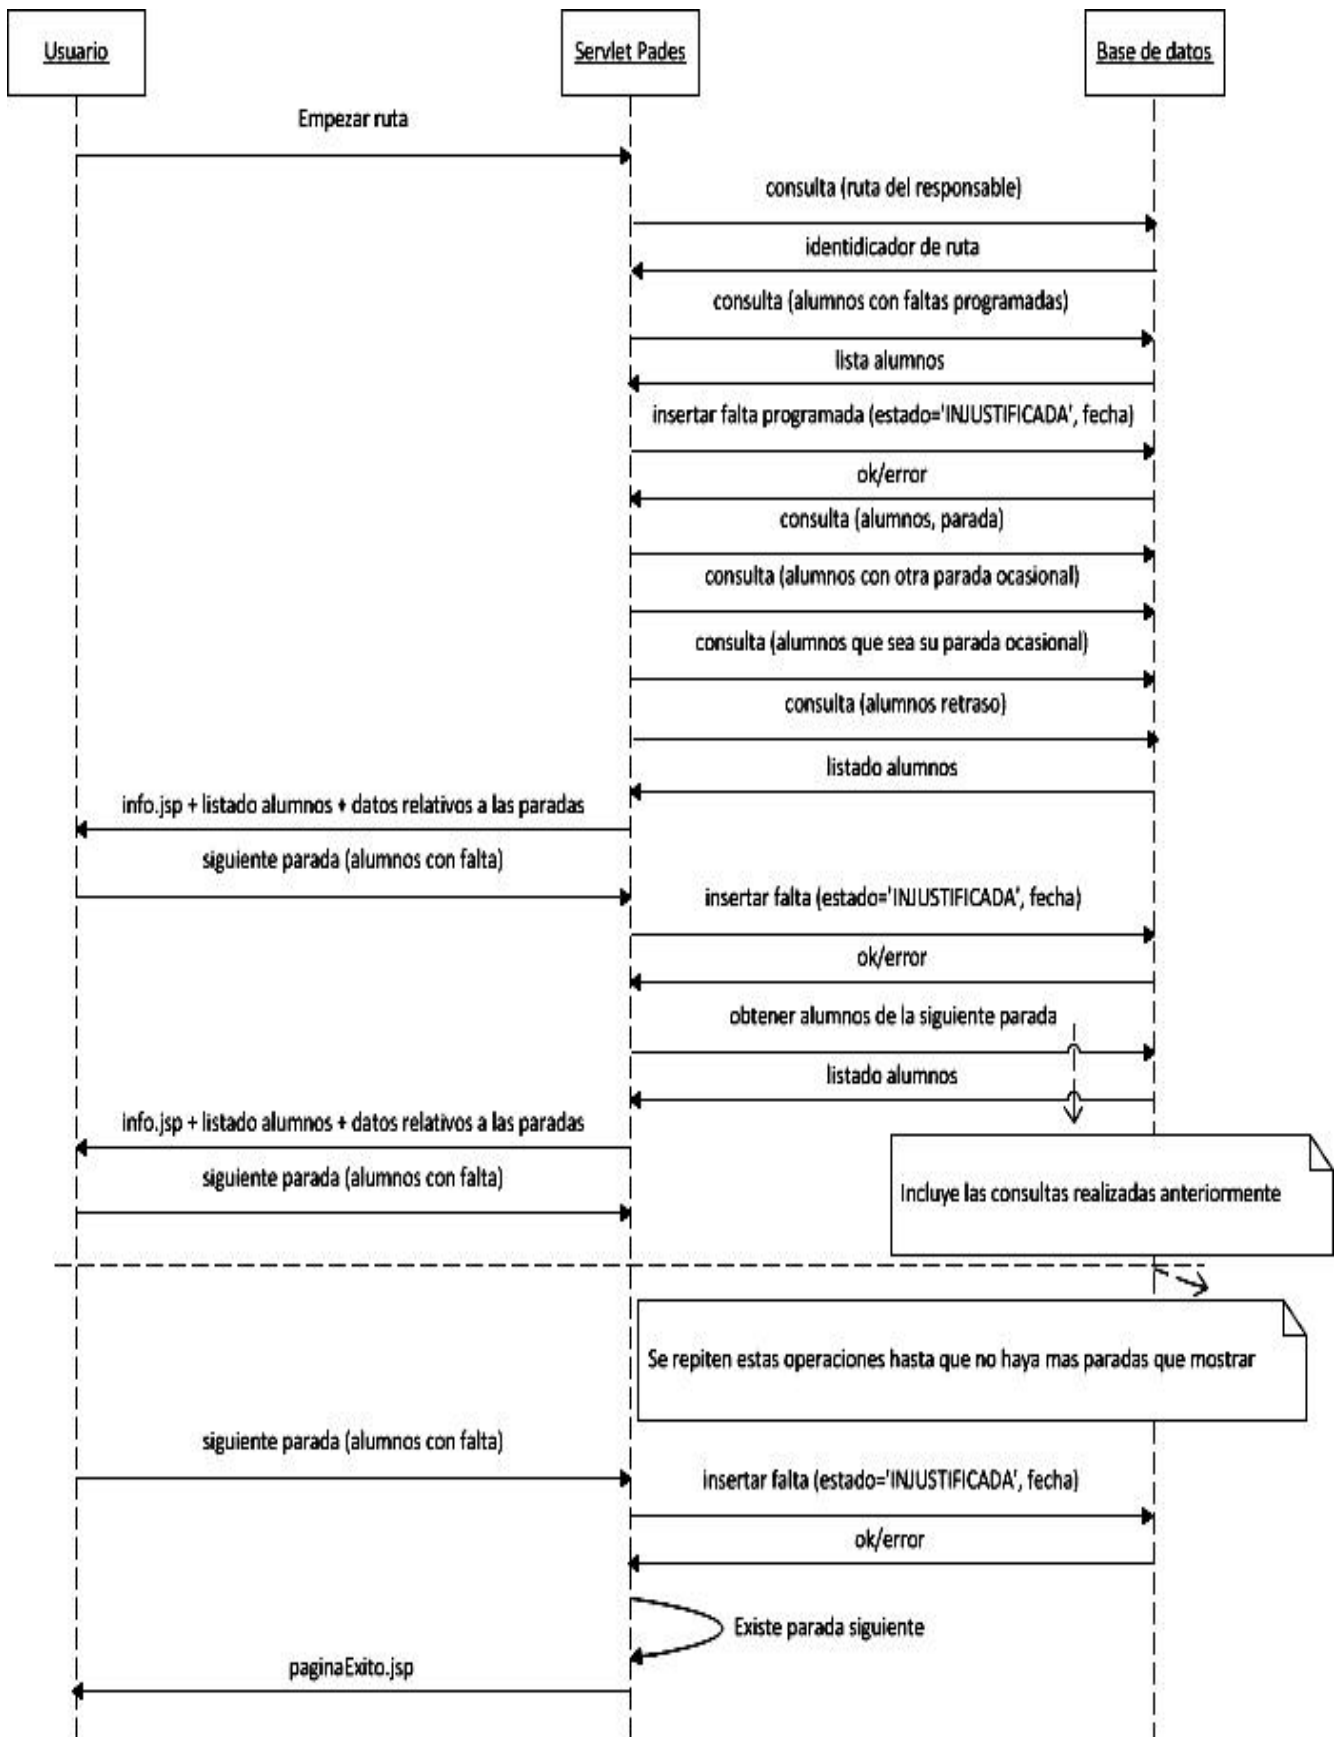 Usuario
Servlet Pades
Base de datos
Empezar ruta
consulta (ruta del responsable)
identidicador de ruta
consulta (alumnos con faltas programadas)
lista alumnos
insertar falta programada (estado='INJUSTIFICADA', fecha)
ok/error
consulta (alumnos, parada)
consulta (alumnos con otra parada ocasional)
consulta (alumnos que sea su parada ocasional)
consulta (alumnos retraso)
listado alumnos
info.jsp + listado alumnos + datos relativos a las paradas
siguiente parada (alumnos con falta)
insertar falta (estado='INJUSTIFICADA', fecha)
ok/error
obtener alumnos de la siguiente parada
listado alumnos
info.jsp + listado alumnos + datos relativos a las paradas
siguiente parada (alumnos con falta)
Incluye las consultas realizadas anteriormente
Se repiten estas operaciones hasta que no haya mas paradas que mostrar
siguiente parada (alumnos con falta)
insertar falta (estado='INJUSTIFICADA', fecha)
ok/error
Existe parada siguiente
paginaExito.jsp